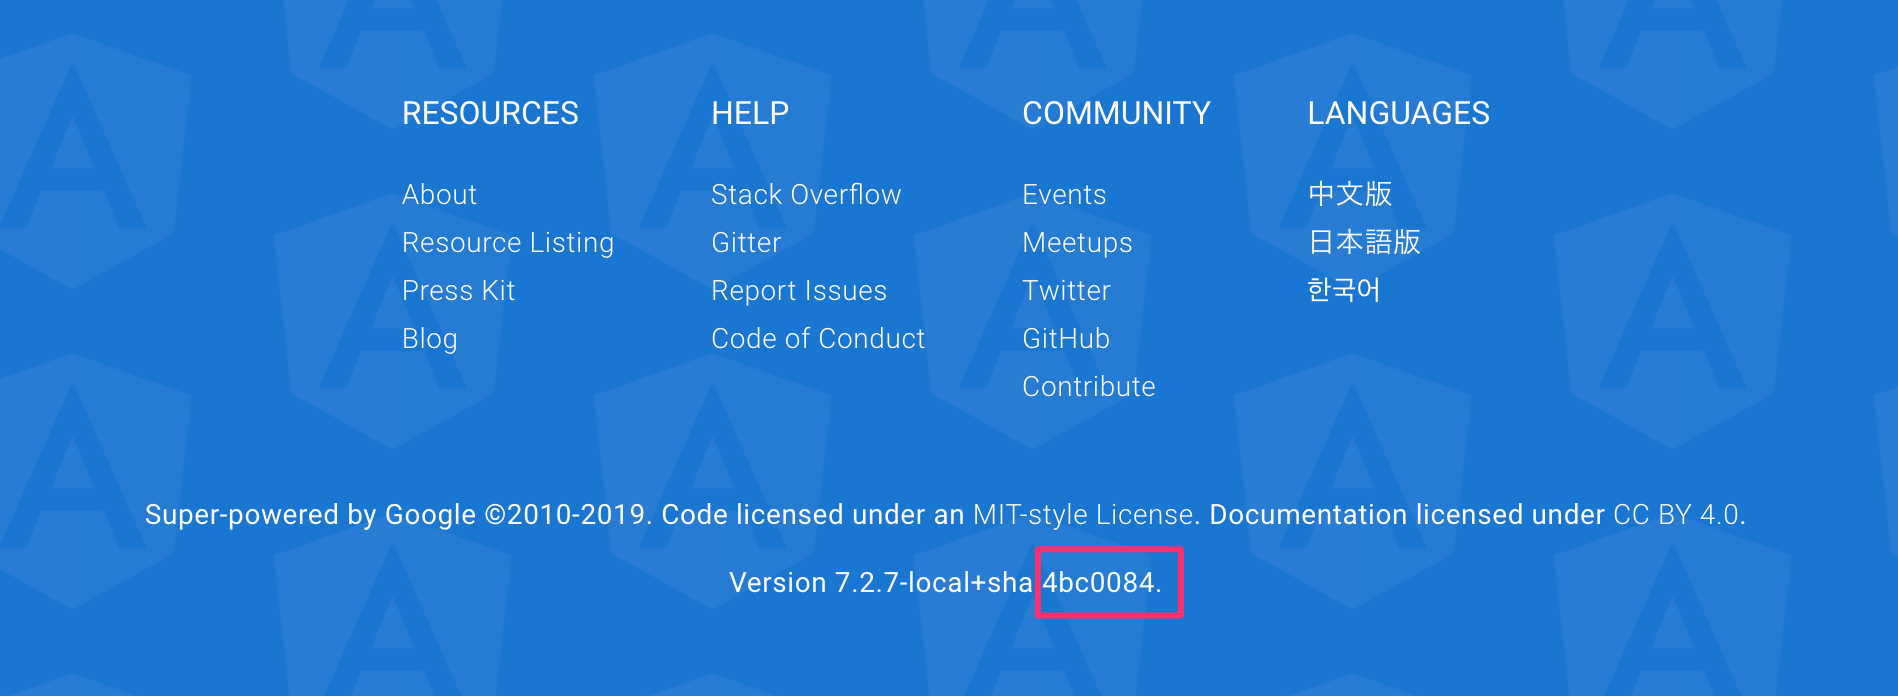 RESOURCES
About
Resource Listing
Press Kit
Blog
HELP
Stack Overflow
Gitter
Report Issues
Code of Conduct
COMMUNITY
Events
Meetups
Twitter
GitHub
Contribute
LANGUAGES
中文版
日本語版
한국어
Super-powered by Google ©2010-2019. Code licensed under an MIT-style License. Documentation licensed under CC BY 4.0.
Version 7.2.7-local+sha 4bc0084.